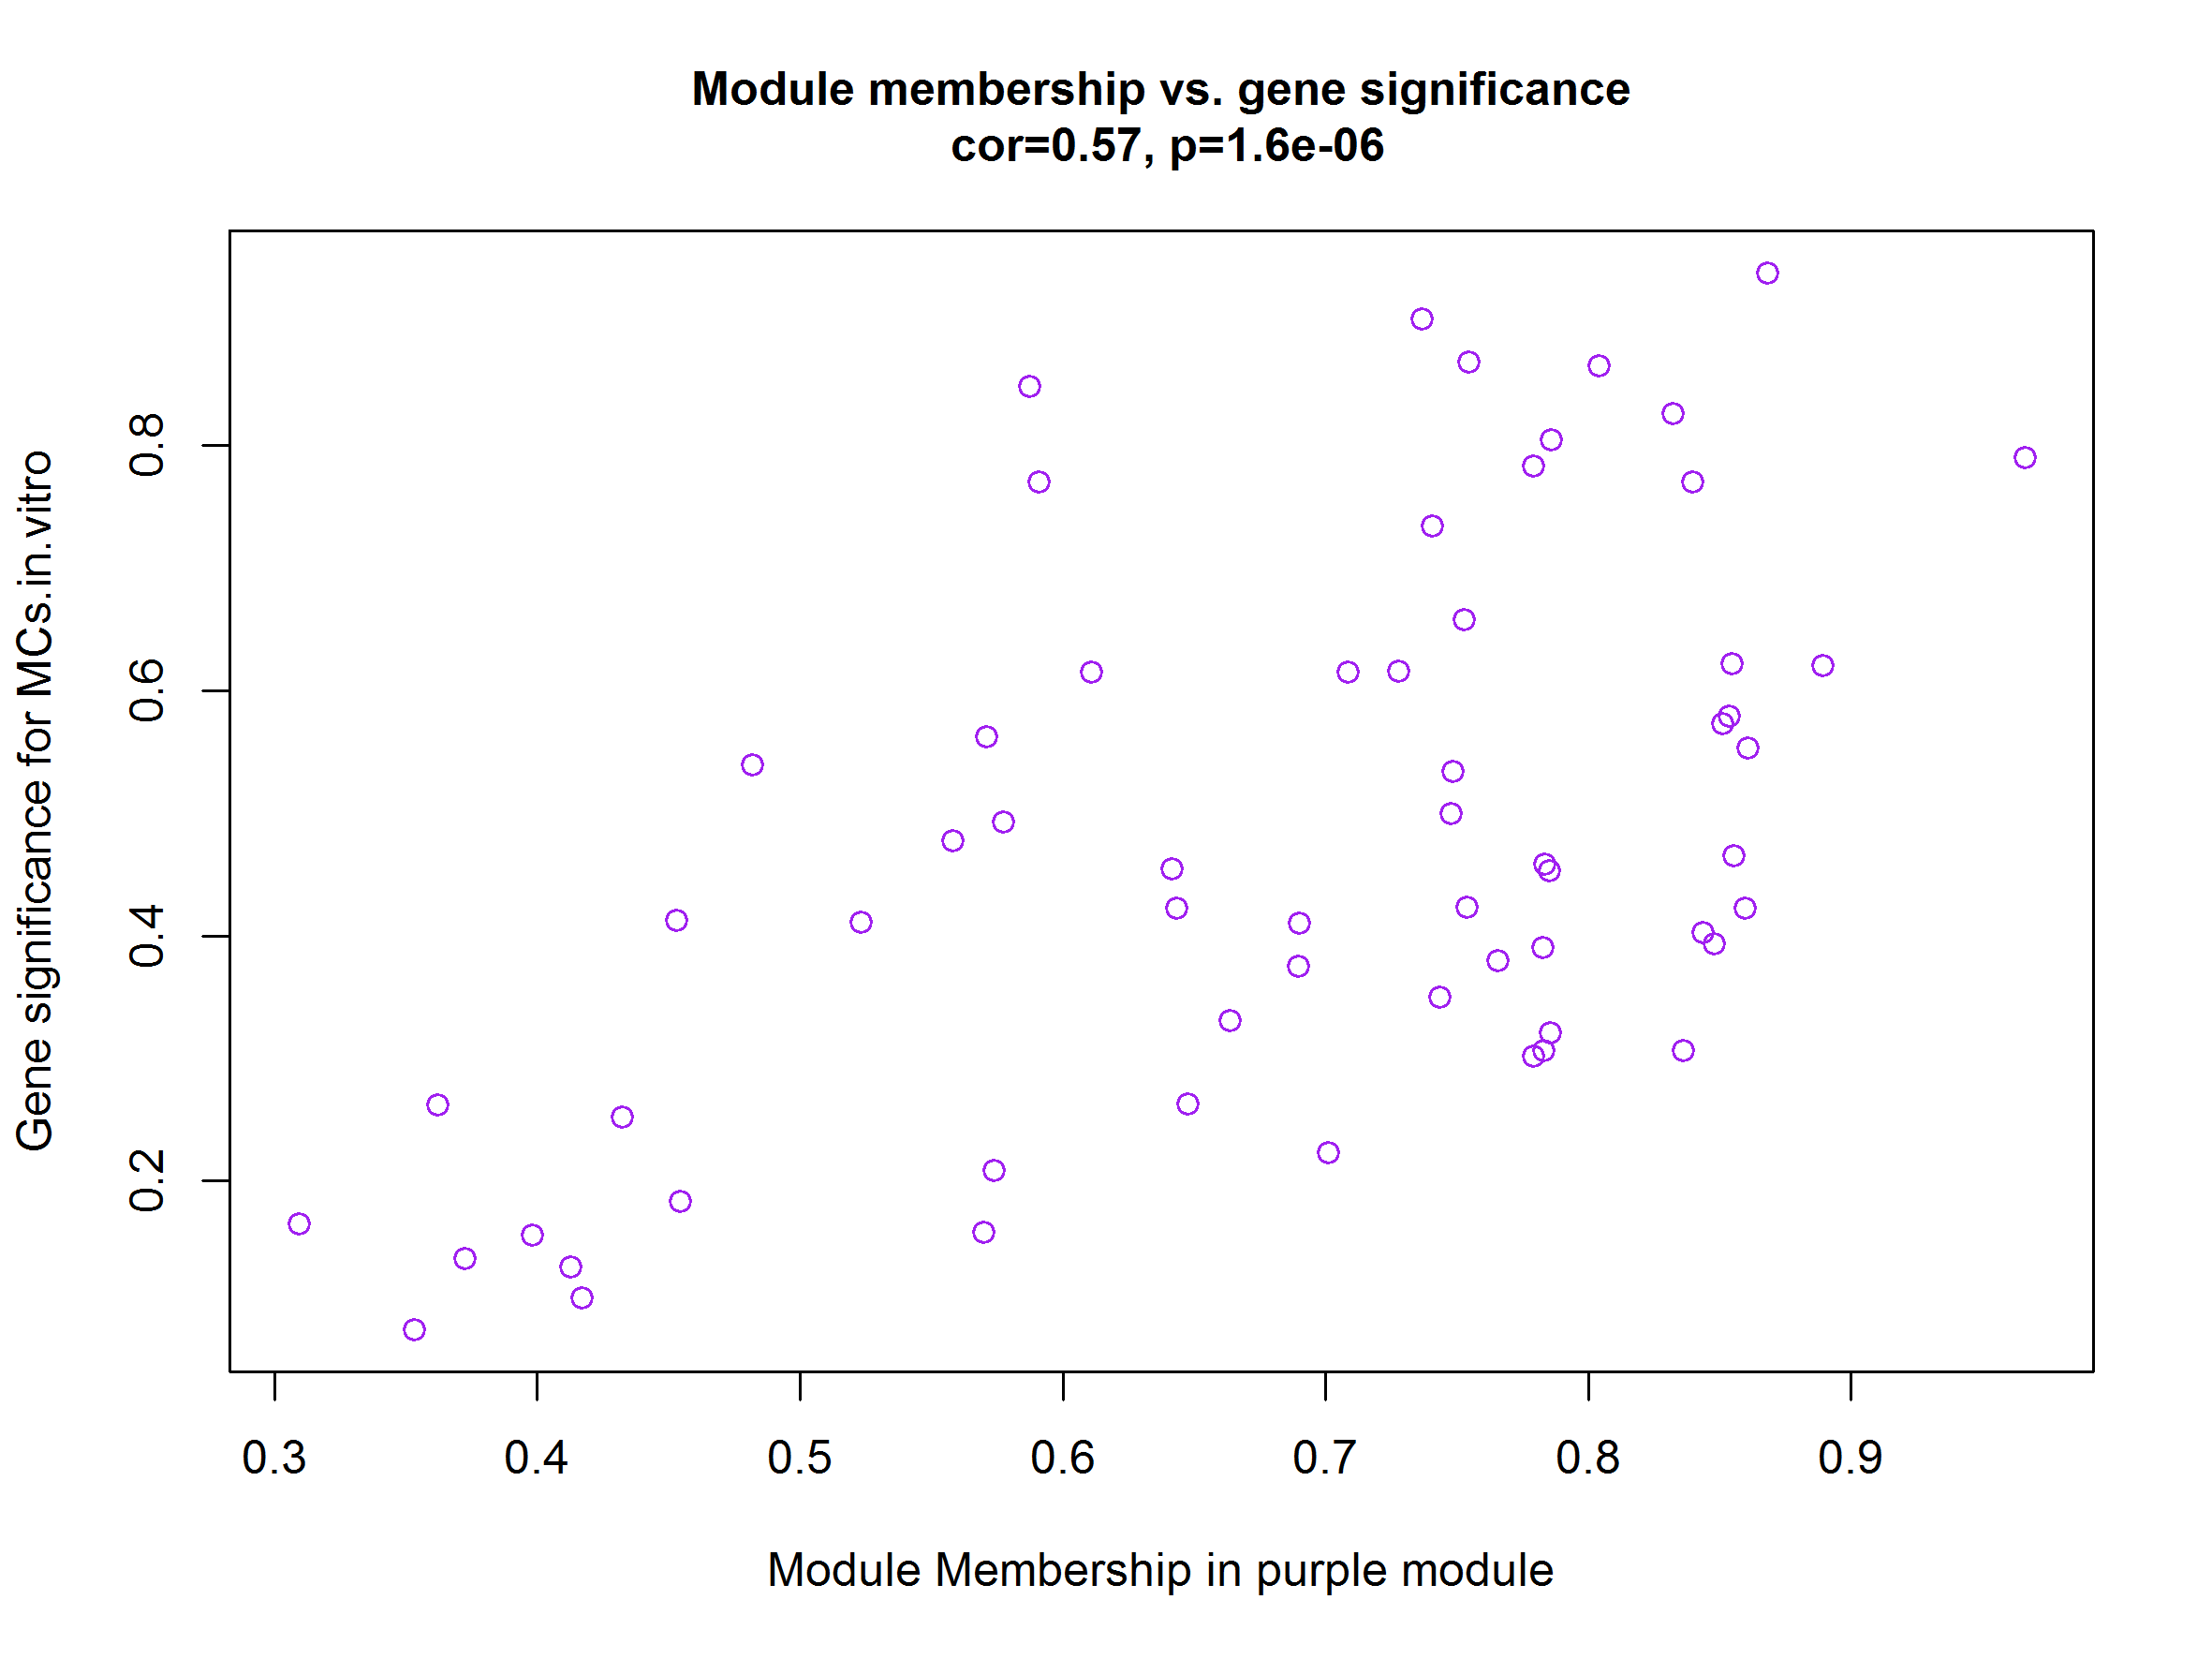 Module membership vs. gene significance
cor=0.57, p=1.6e-06
Gene significance for MCs.in.vitro
0.8
0.6
0.4
0.2
0.3 0.4 0.5 0.6 0.7 0.8 0.9
Module Membership in purple module